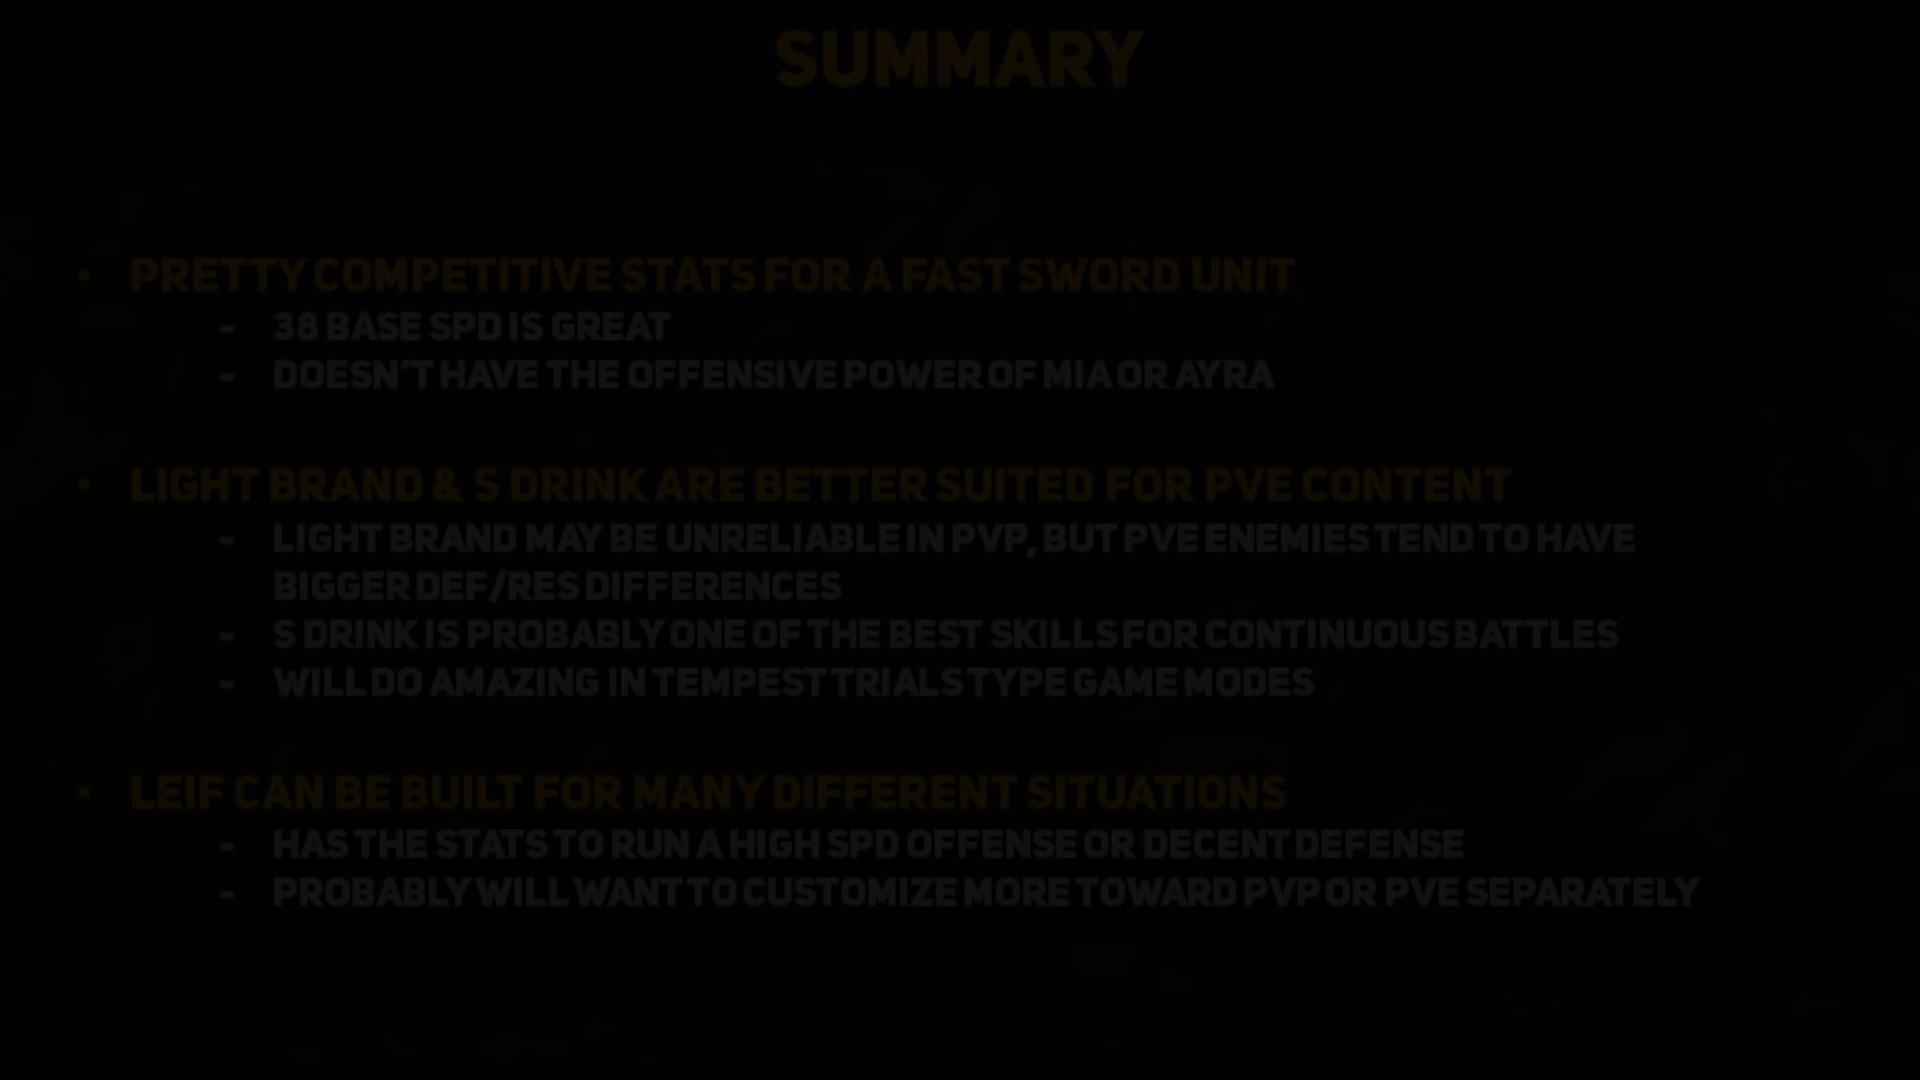 SUMMARY
• PRETTY COMPETITIVE STATS FOR A FAST SWORD UNIT
- 38 BASE SPD IS GREAT
- DOESN'T HAVE THE OFFENSIVE POWER OF MIA OR AYRA
• LIGHT BRAND & S DRINK ARE BETTER SUITED FOR PVE CONTENT
- LIGHT BRAND MAY BE UNRELIABLE IN PVP, BUT PVE ENEMIES TEND TO HAVE
BIGGER DEF/RES DIFFERENCES
- S DRINK IS PROBABLY ONE OF THE BEST SKILLS FOR CONTINUOUS BATTLES
- WILL DO AMAZING IN TEMPEST TRIALS TYPE GAME MODES
• LEIF CAN BE BUILT FOR MANY DIFFERENT SITUATIONS
- HAS THE STATS TO RUN A HIGH SPD OFFENSE OR DECENT DEFENSE
- PROBABLY WILL WANT TO CUSTOMIZE MORE TOWARD PVP OR PVE SEPARATELY